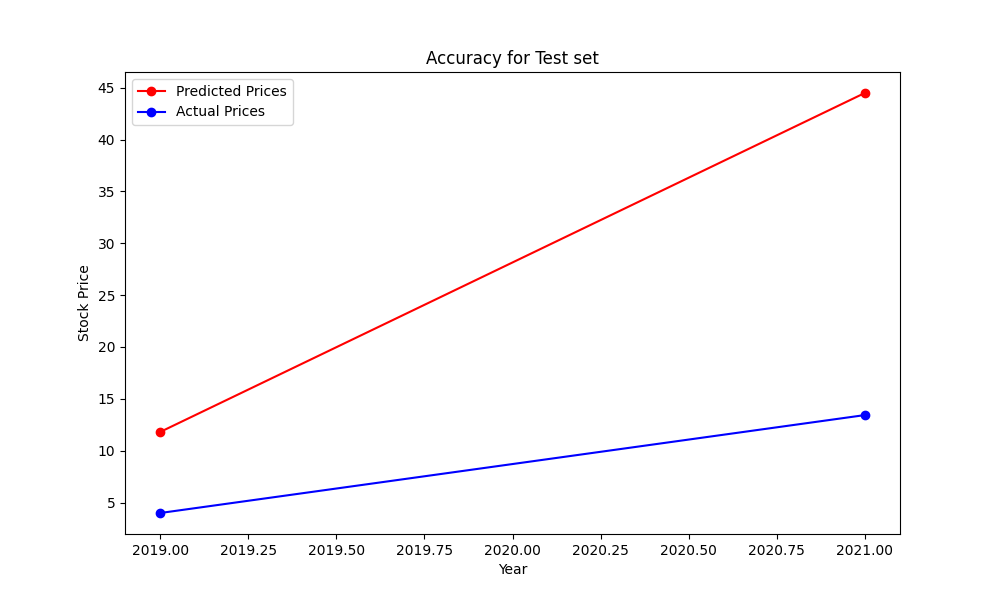 Accuracy for Test set
Predicted Prices
Actual Prices
45
40
35
30
25
20
15
10
5
Stock Price
2019.00 2019.25 2019.50 2019.75 2020.00 2020.25 2020.50 2020.75 2021.00
Year